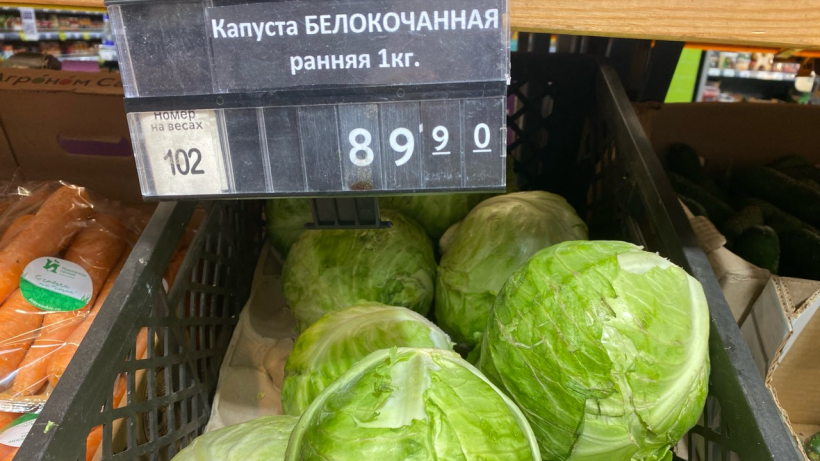 Капуста БЕЛОКОЧАННАЯ
ранняя 1кг.
Номер
на весах
102
89 90